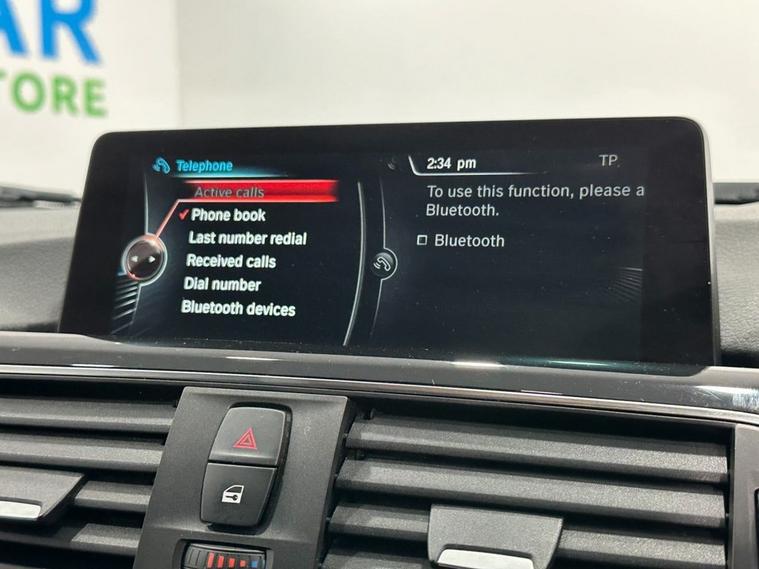 AR
TORE
Telephone
Active calls
Phone book
Last number redial
Received calls
Dial number
Bluetooth devices
2:34 pm
TP
To use this function, please a
Bluetooth.
Bluetooth